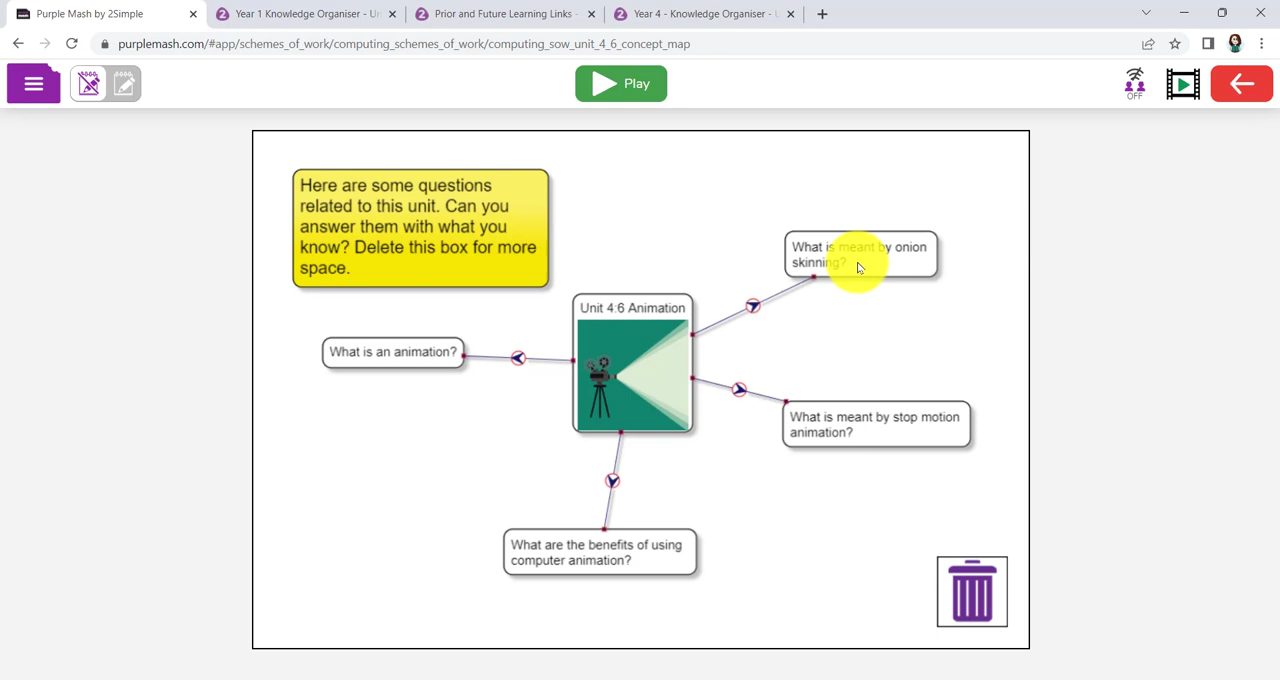 Purple Mash by 2Simple
Year 1 Knowledge Organiser - Un
Prior and Future Learning Links -
Year 4 - Knowledge Organiser - U
purplemash.com/#app/schemes_of_work/computing_schemes_of_work/computing_sow_unit_4_6_concept_map
Play
OFF
Here are some questions
related to this unit. Can you
answer them with what you
know? Delete this box for more
space.
What is meant by onion
skinning?
Unit 4:6 Animation
What is an animation?
What is meant by stop motion
animation?
What are the benefits of using
computer animation?